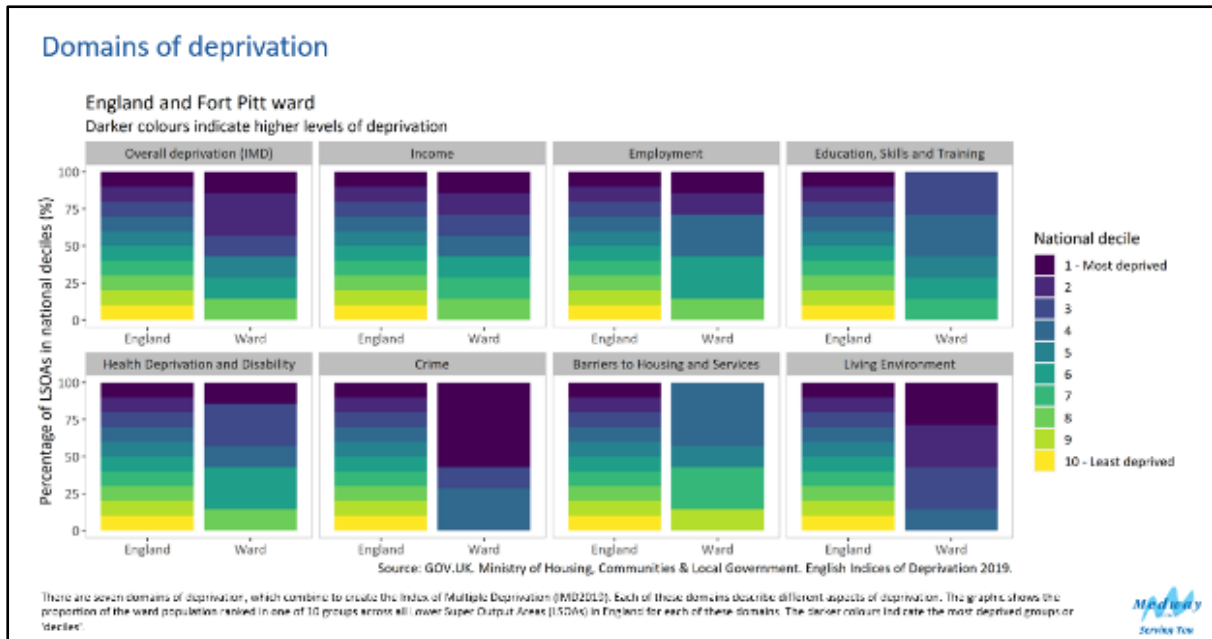 Domains of deprivation
England and Fort Pitt ward
Darker colours indicate higher levels of deprivation
Overall deprivation (IMD)
Income
Employment
Education, Skills and Training
Percentage of LSOAs in national deciles (%)
100
75
50
25
0
England
Ward
England
Ward
England
Ward
England
Ward
Health Deprivation and Disability
Crime
Barriers to Housing and Services
Living Environment
100
75
50
25
0
England
Ward
England
Ward
England
Ward
England
Ward
National decile
1 - Most deprived
2
3
4
5
6
7
8
9
10 - Least deprived
Source: GOV.UK. Ministry of Housing, Communities & Local Government. English Indices of Deprivation 2019.
There are seven domains of deprivation, which combine to create the Index of Multiple Deprivation (IMD2019). Each of these domains describe different aspects of deprivation. The graphic shows the
proportion of the ward population ranked in one of 10 groups across all Lower Super Output Areas (LSOAs) in England for each of these domains. The darker colours indicate the most deprived groups or
'deciles'.
Medway
Serving You